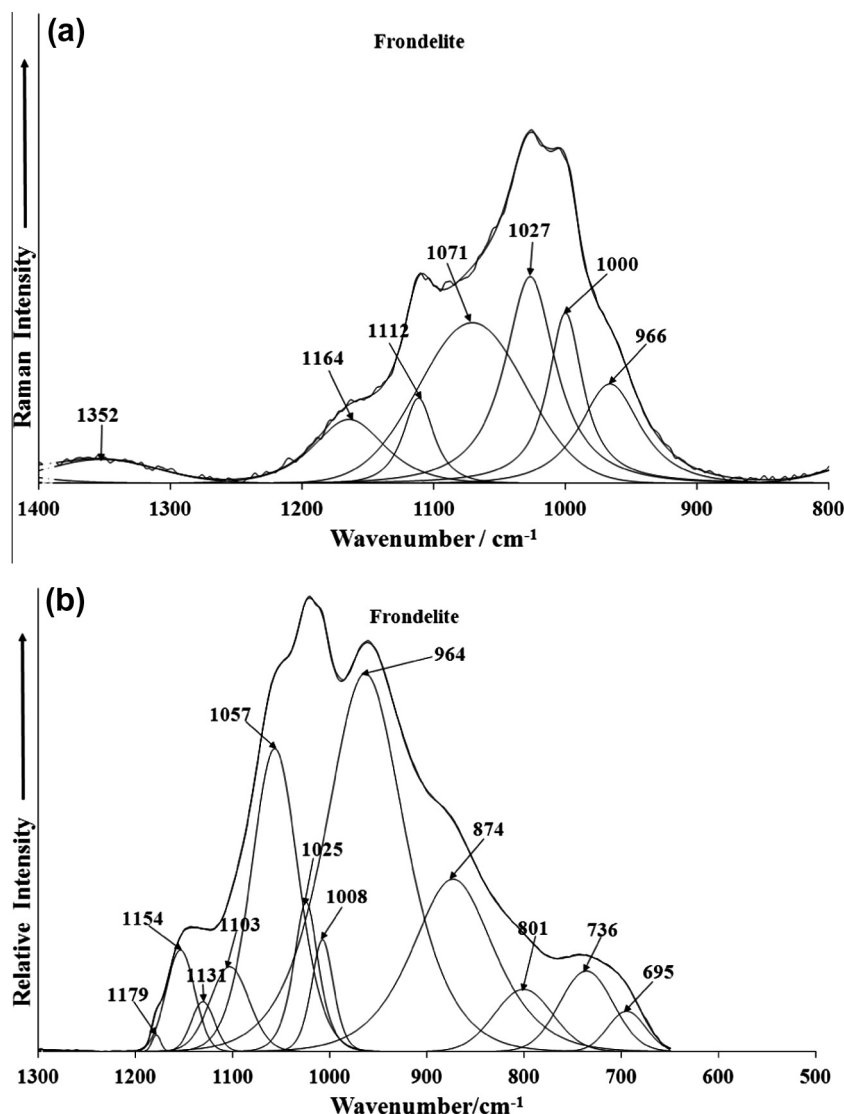 (a)
Frondelite
Raman Intensity
1352
1164
1112
1071
1027
1000
966
1400 1300 1200 1100 1000 900 800
Wavenumber / cm-1
(b)
Frondelite
Relative Intensity
1179
1154
1131
1103
1057
1025
1008
964
874
801
736
695
1300 1200 1100 1000 900 800 700 600 500
Wavenumber/cm-1